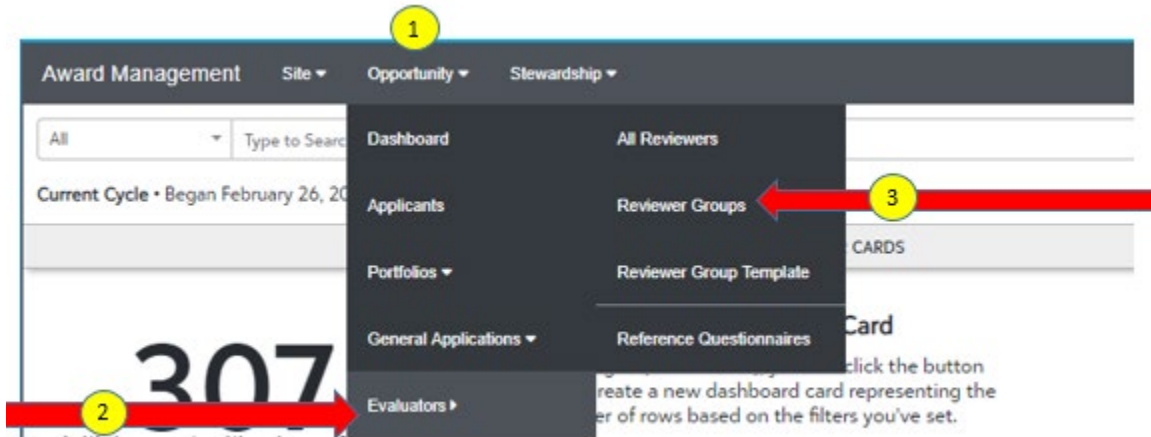 1
Award Management Site Opportunity Stewardship
All Type to Searc
Dashboard All Reviewers
Current Cycle • Began February 26, 20
Applicants Reviewer Groups 3
CARDS
Portfolios Reviewer Group Template
Card
General Applications Reference Questionnaires
307
click the button
reate a new dashboard card representing the
Evaluators er of rows based on the filters you've set.
2